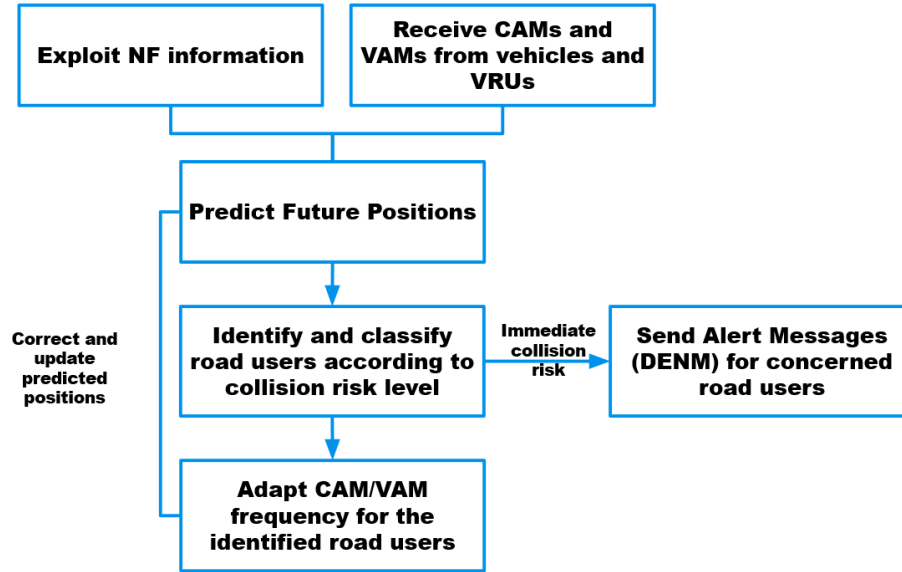 Exploit NF information
Receive CAMs and
VAMs from vehicles and
VRUs
Predict Future Positions
Correct and
update
predicted
positions
Identify and classify
road users according to
collision risk level
Immediate
collision
risk
Send Alert Messages
(DENM) for concerned
road users
Adapt CAM/VAM
frequency for the
identified road users